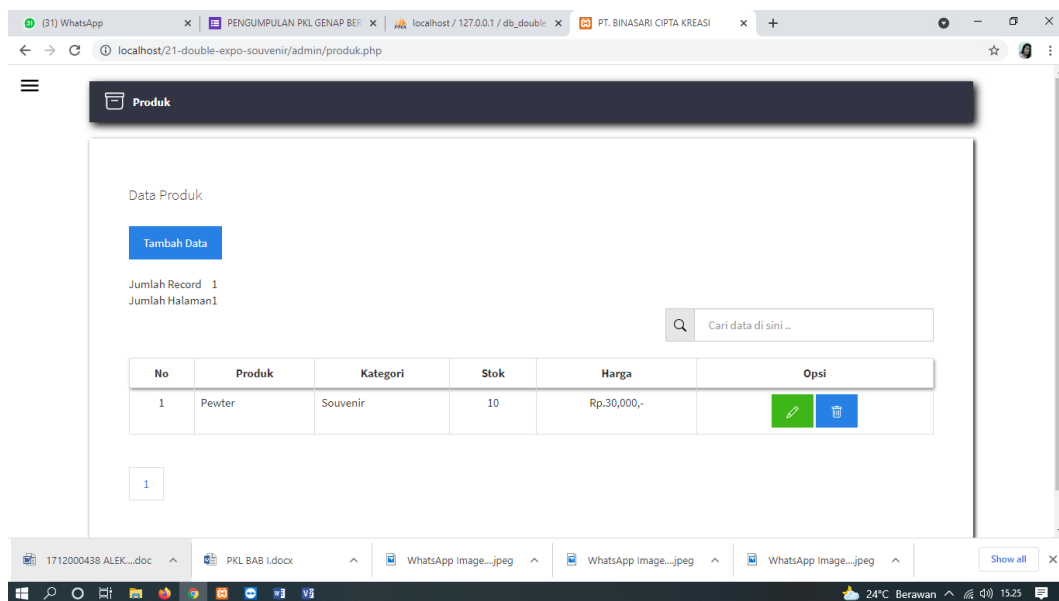 (31) WhatsApp
PENGUMPULAN PKL GENAP BER
localhost / 127.0.0.1 / db_double
PT. BINASARI CIPTA KREASI
localhost/21-double-expo-souvenir/admin/produk.php
Produk
Data Produk
Tambah Data
Jumlah Record 1
Jumlah Halaman1
Cari data di sini ..
No Produk Kategori Stok Harga Opsi
1 Pewter Souvenir 10 Rp.30,000,-
1
1712000438 ALEK....doc
PKL BAB I.docx
WhatsApp Image....jpeg
WhatsApp Image....jpeg
WhatsApp Image....jpeg
Show all
24°C Berawan 15.25